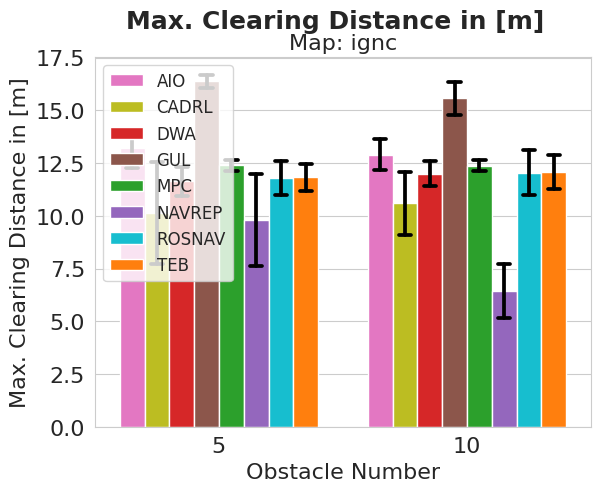 Max. Clearing Distance in [m]
Map: ignc
Max. Clearing Distance in [m]
17.5
15.0
12.5
10.0
7.5
5.0
2.5
0.0
AIO
CADRL
DWA
GUL
MPC
NAVREP
ROSNAV
TEB
5
10
Obstacle Number